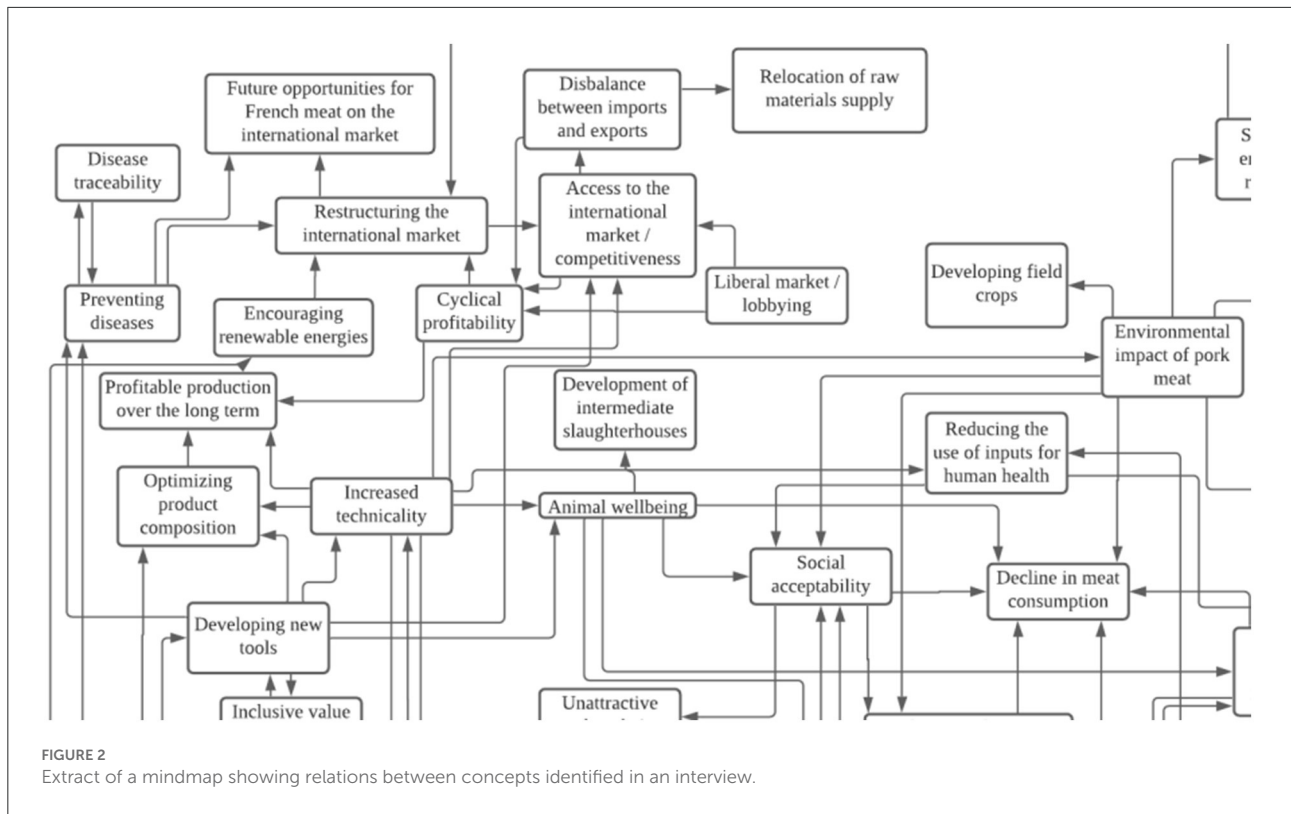 Future opportunities for
French meat on the
international market
Disbalance
between imports
and exports
Relocation of raw
materials supply
Disease
traceability
Restructuring the
international market
Access to the
international
market /
competitiveness
Liberal market /
lobbying
Developing field
crops
Preventing
diseases
Encouraging
renewable energies
Cyclical
profitability
Environmental
impact of pork
meat
Profitable production
over the long term
Development of
intermediate
slaughterhouses
Reducing the
use of inputs for
human health
Optimizing
product
composition
Increased
technicality
Animal wellbeing
Social
acceptability
Decline in meat
consumption
Developing new
tools
Inclusive value
Unattractive
FIGURE 2
Extract of a mindmap showing relations between concepts identified in an interview.